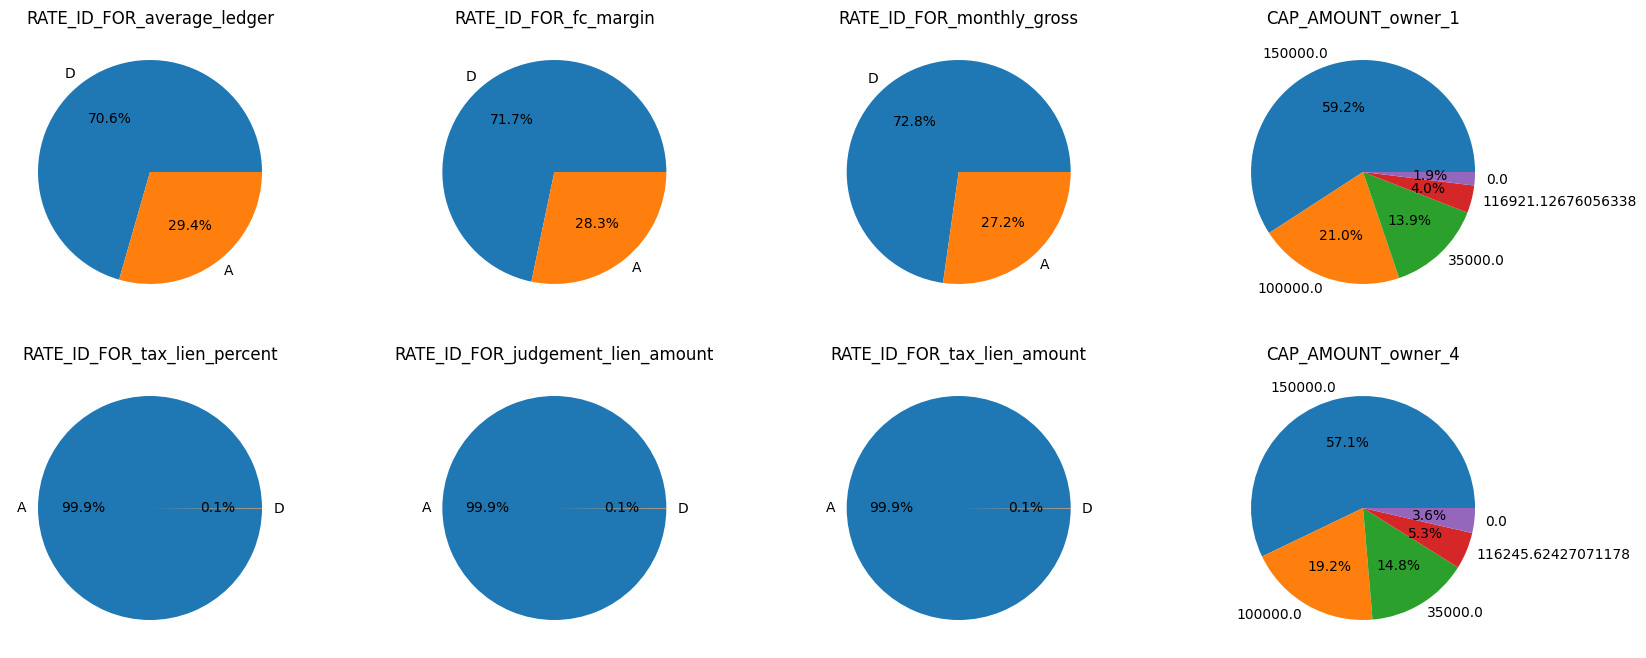 RATE_ID_FOR_average_ledger
D
70.6%
29.4%
A
RATE_ID_FOR_fc_margin
D
71.7%
28.3%
A
RATE_ID_FOR_monthly_gross
D
72.8%
27.2%
A
CAP_AMOUNT_owner_1
150000.0
59.2%
1.9%
0.0
4.0%
116921.12676056338
13.9%
21.0%
35000.0
100000.0
RATE_ID_FOR_tax_lien_percent
A
99.9%
0.1%
D
RATE_ID_FOR_judgement_lien_amount
A
99.9%
0.1%
D
RATE_ID_FOR_tax_lien_amount
A
99.9%
0.1%
D
CAP_AMOUNT_owner_4
150000.0
57.1%
3.6%
0.0
5.3%
116245.62427071178
19.2%
14.8%
100000.0
35000.0